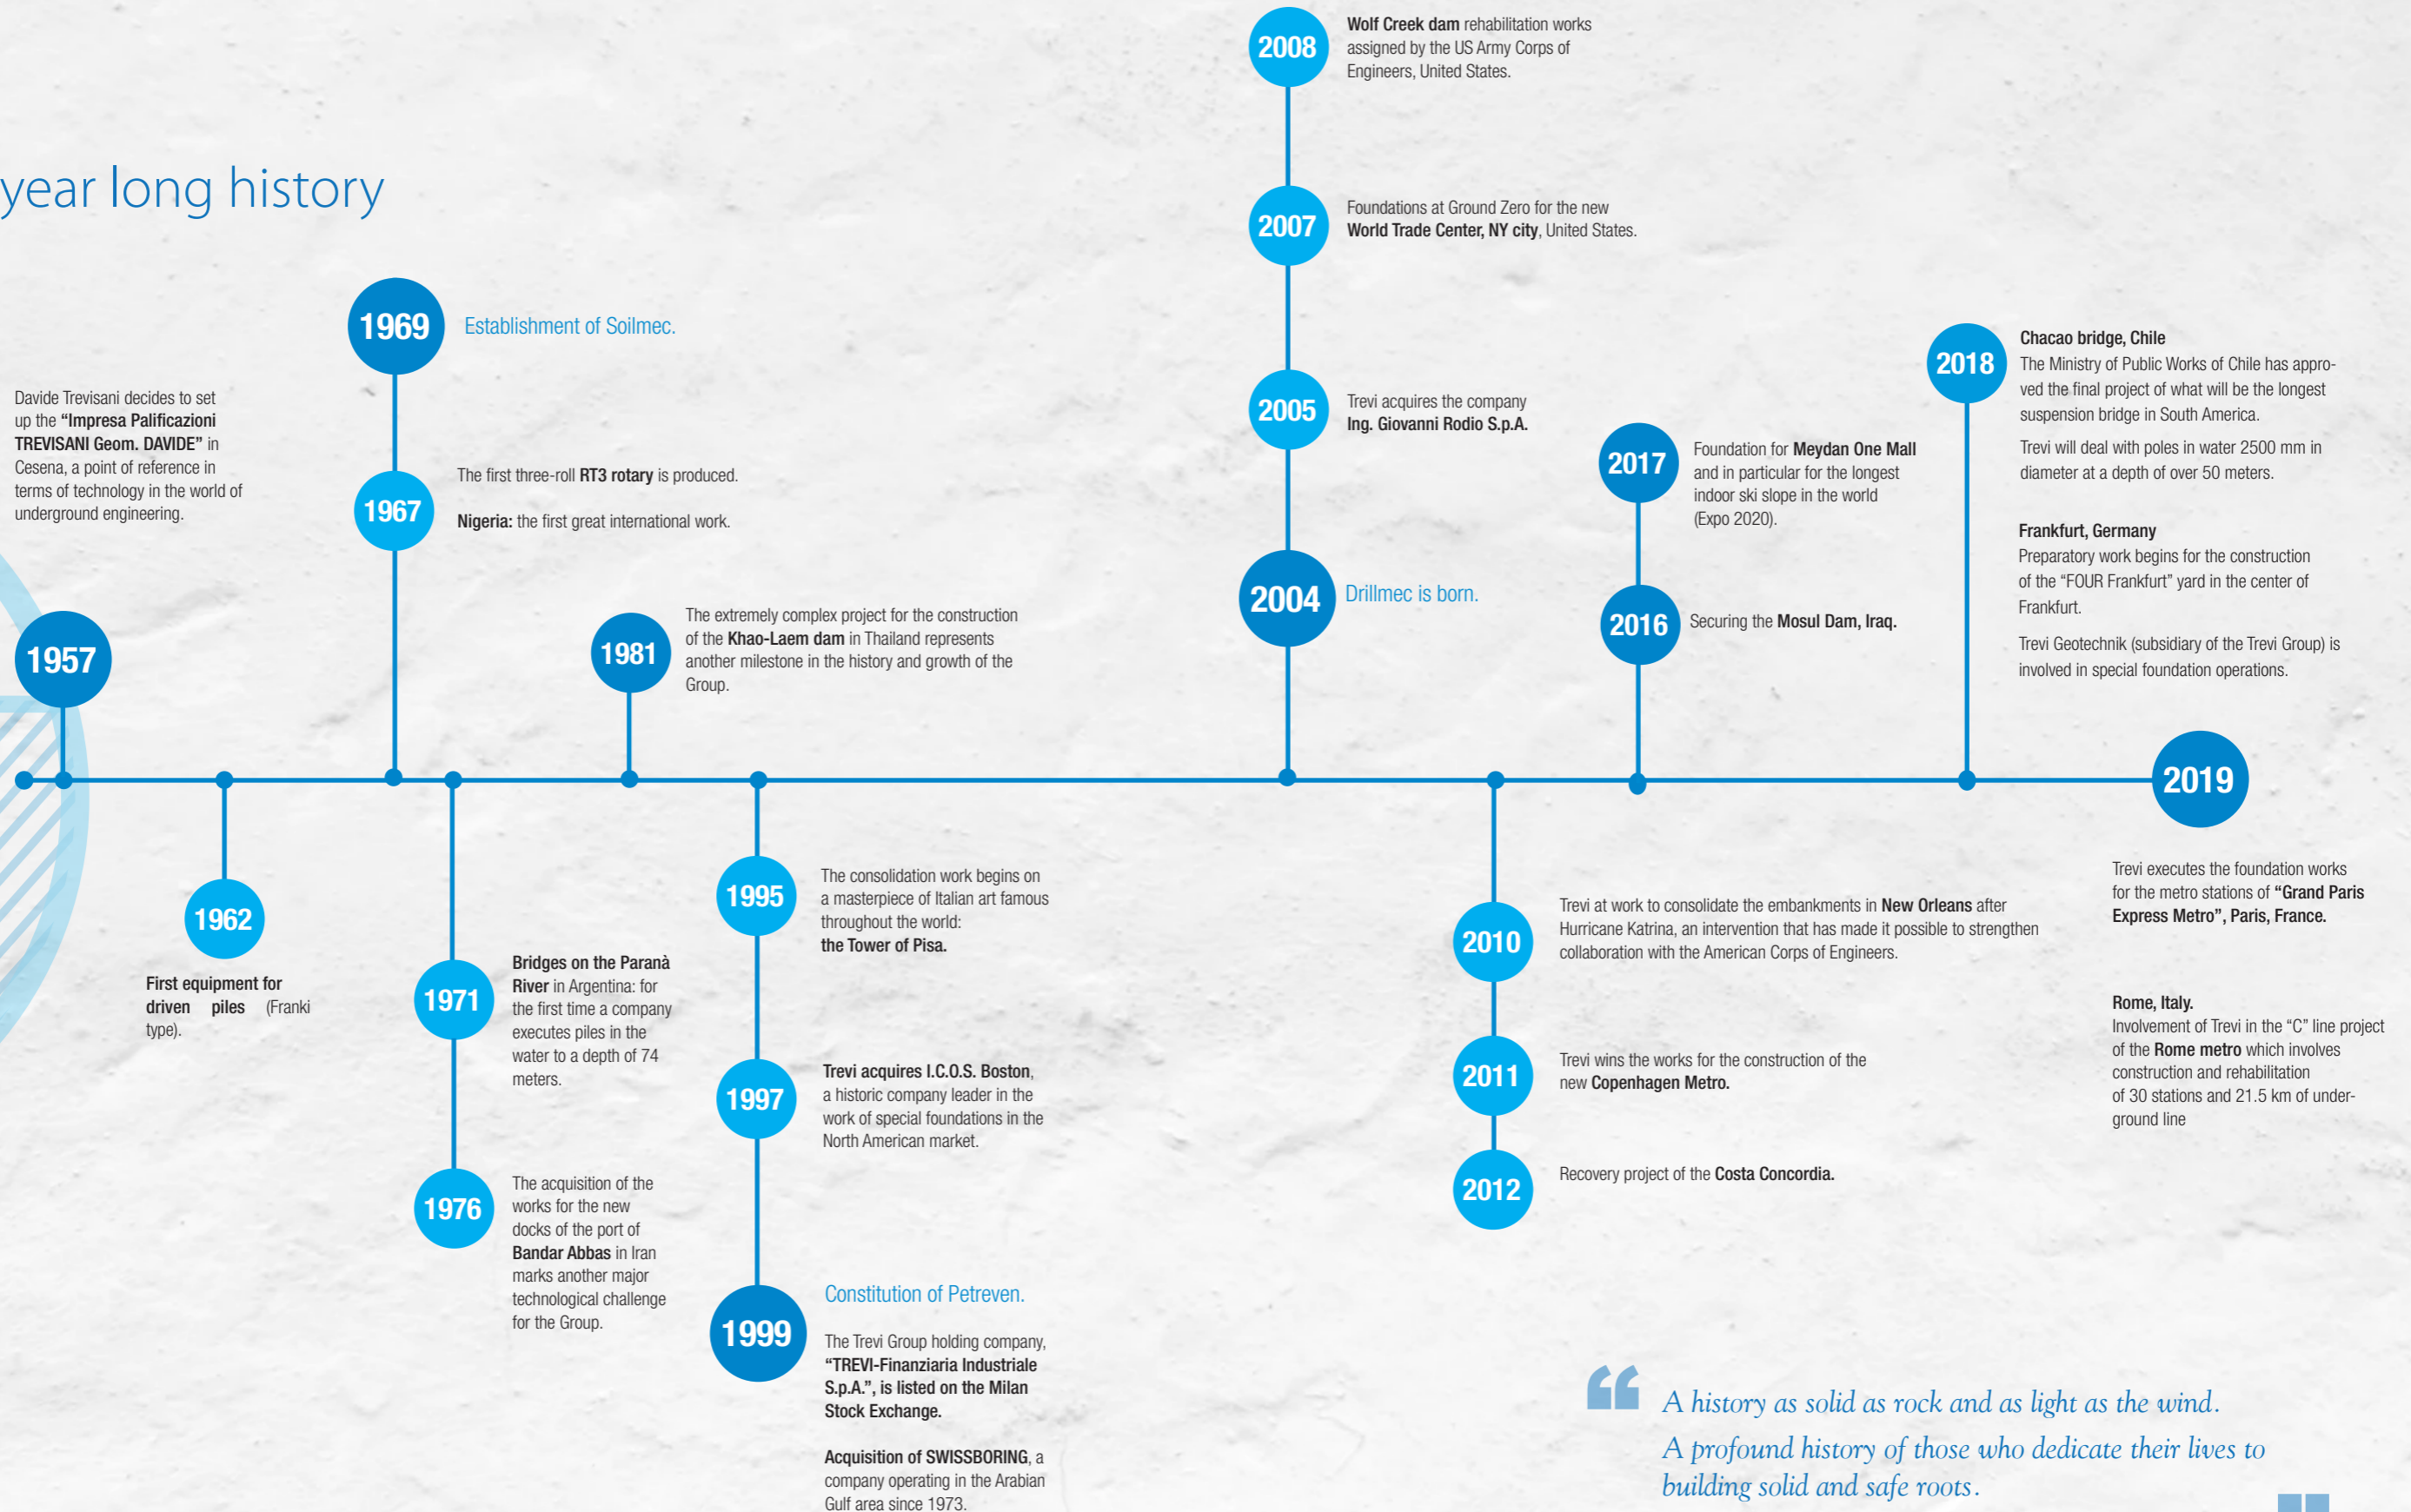 year long history
1957
Davide Trevisani decides to set
up the “Impresa Palificazioni
TREVISANI Geom. DAVIDE” in
Cesena, a point of reference in
terms of technology in the world of
underground engineering.
1962
First equipment for
driven piles (Franki
type).
1969
Establishment of Soilmec.
1967
The first three-roll RT3 rotary is produced.
Nigeria: the first great international work.
1971
Bridges on the Paranà
River in Argentina: for
the first time a company
executes piles in the
water to a depth of 74
meters.
1976
The acquisition of the
works for the new
docks of the port of
Bandar Abbas in Iran
marks another major
technological challenge
for the Group.
1981
The extremely complex project for the construction
of the Khao-Laem dam in Thailand represents
another milestone in the history and growth of the
Group.
1995
The consolidation work begins on
a masterpiece of Italian art famous
throughout the world:
the Tower of Pisa.
1997
Trevi acquires I.C.O.S. Boston,
a historic company leader in the
work of special foundations in the
North American market.
1999
Constitution of Petreven.
The Trevi Group holding company,
“TREVI-Finanziaria Industriale
S.p.A.”, is listed on the Milan
Stock Exchange.
Acquisition of SWISSBORING, a
company operating in the Arabian
Gulf area since 1973.
2008
Wolf Creek dam rehabilitation works
assigned by the US Army Corps of
Engineers, United States.
2007
Foundations at Ground Zero for the new
World Trade Center, NY city, United States.
2005
Trevi acquires the company
Ing. Giovanni Rodio S.p.A.
2004
Drillmec is born.
2010
Trevi at work to consolidate the embankments in New Orleans after
Hurricane Katrina, an intervention that has made it possible to strengthen
collaboration with the American Corps of Engineers.
2011
Trevi wins the works for the construction of the
new Copenhagen Metro.
2012
Recovery project of the Costa Concordia.
2017
Foundation for Meydan One Mall
and in particular for the longest
indoor ski slope in the world
(Expo 2020).
2016
Securing the Mosul Dam, Iraq.
2018
Chacao bridge, Chile
The Ministry of Public Works of Chile has appro-
ved the final project of what will be the longest
suspension bridge in South America.
Trevi will deal with poles in water 2500 mm in
diameter at a depth of over 50 meters.
Frankfurt, Germany
Preparatory work begins for the construction
of the “FOUR Frankfurt” yard in the center of
Frankfurt.
Trevi Geotechnik (subsidiary of the Trevi Group) is
involved in special foundation operations.
2019
Trevi executes the foundation works
for the metro stations of “Grand Paris
Express Metro”, Paris, France.
Rome, Italy.
Involvement of Trevi in the “C” line project
of the Rome metro which involves
construction and rehabilitation
of 30 stations and 21.5 km of under-
ground line
“
A history as solid as rock and as light as the wind.
A profound history of those who dedicate their lives to
building solid and safe roots.